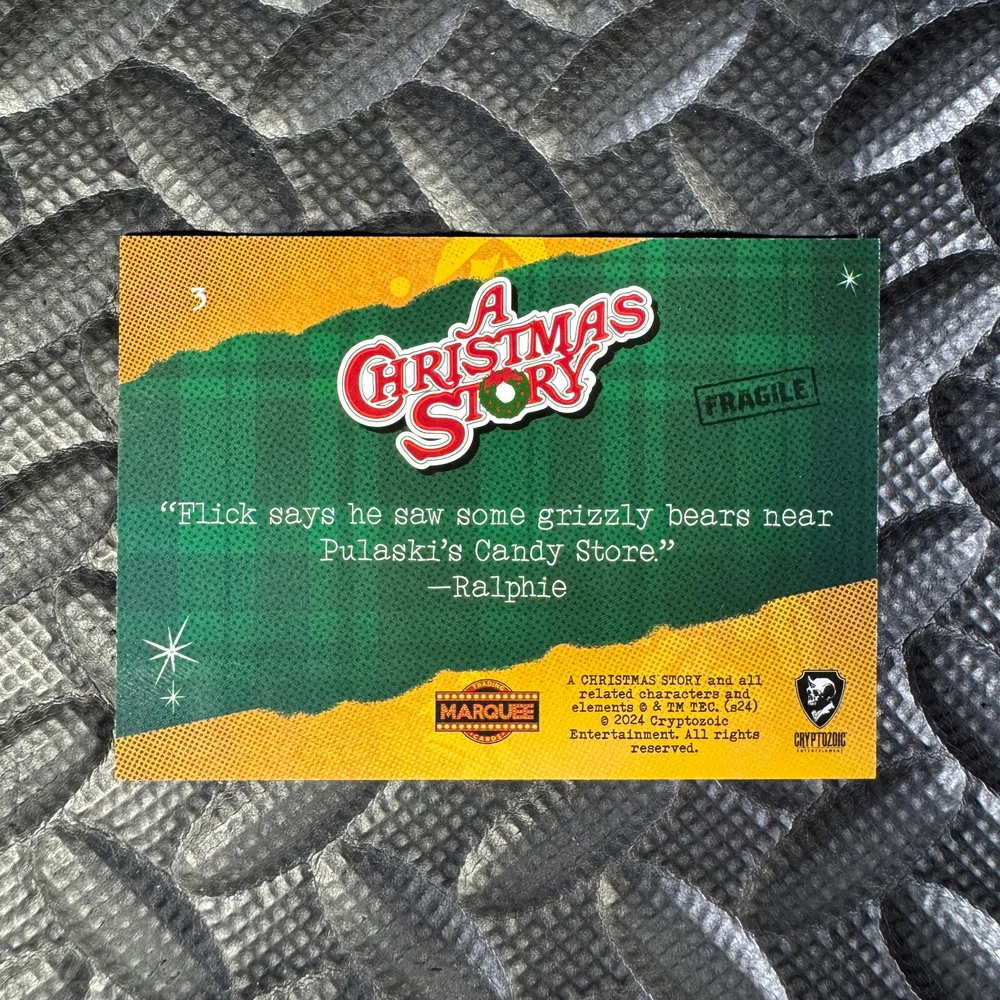 3
A
CHRISTMAS
STORY
FRAGILE
“Flick says he saw some grizzly bears near
Pulaski’s Candy Store.”
—Ralphie
TRADING
MARQUEE
CARDS
A CHRISTMAS STORY and all
related characters and
elements © & TM TEC. (s24)
© 2024 Cryptozoic
Entertainment. All rights
reserved.
CRYPTOZOIC
ENTERTAINMENT